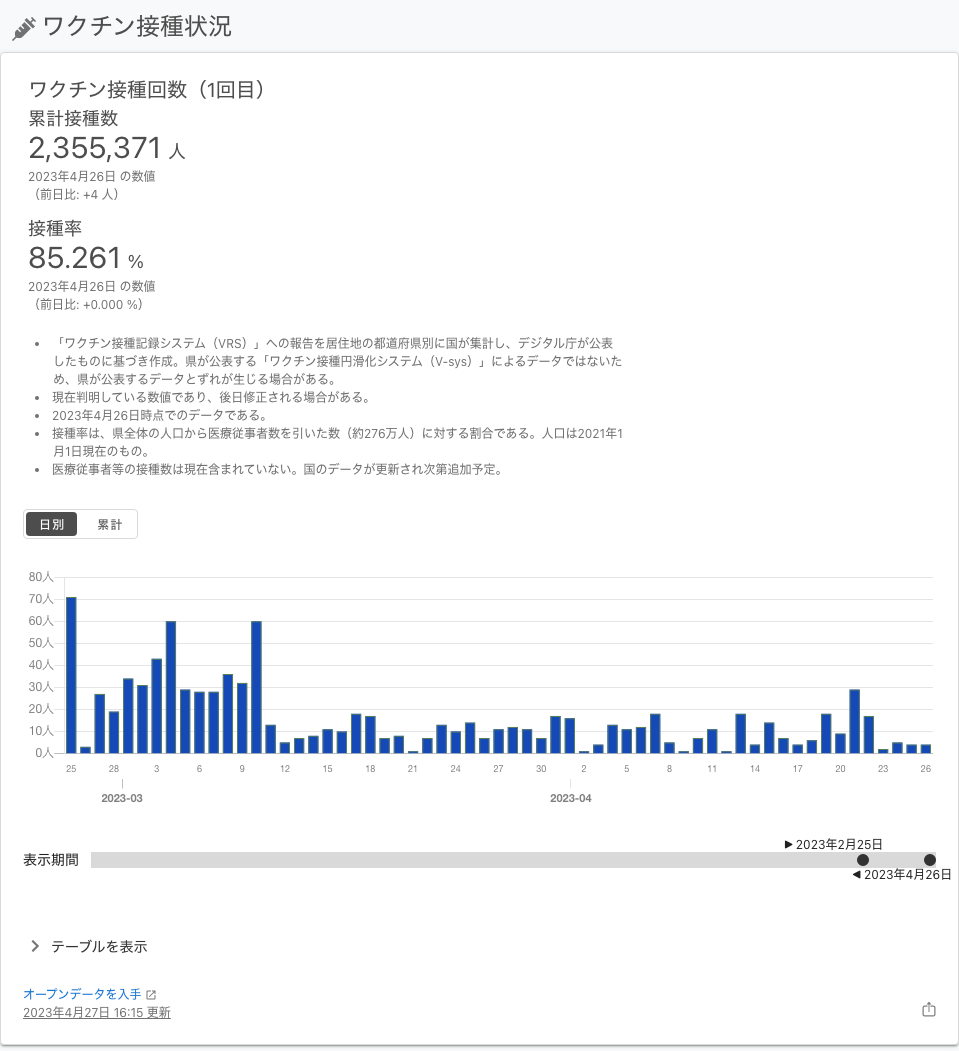 ワクチン接種状況
ワクチン接種回数（1回目）
累計接種数
2,355,371 人
2023年4月26日 の数値
（前日比: +4 人）
接種率
85.261 %
2023年4月26日 の数値
（前日比: +0.000 %）
• 「ワクチン接種記録システム（VRS）」への報告を居住地の都道府県別に国が集計し、デジタル庁が公表
したものに基づき作成。県が公表する「ワクチン接種円滑化システム（V-sys）」によるデータではないた
め、県が公表するデータとずれが生じる場合がある。
• 現在判明している数値であり、後日修正される場合がある。
• 2023年4月26日時点でのデータである。
• 接種率は、県全体の人口から医療従事者数を引いた数（約276万人）に対する割合である。人口は2021年1
月1日現在のもの。
• 医療従事者等の接種数は現在含まれていない。国のデータが更新され次第追加予定。
日別 累計
80人
70人
60人
50人
40人
30人
20人
10人
0人
25 28 3 6 9 12 15 18 21 24 27 30 2 5 8 11 14 17 20 23 26
2023-03 2023-04
▶ 2023年2月25日
表示期間
◀ 2023年4月26日
テーブルを表示
オープンデータを入手
2023年4月27日 16:15 更新